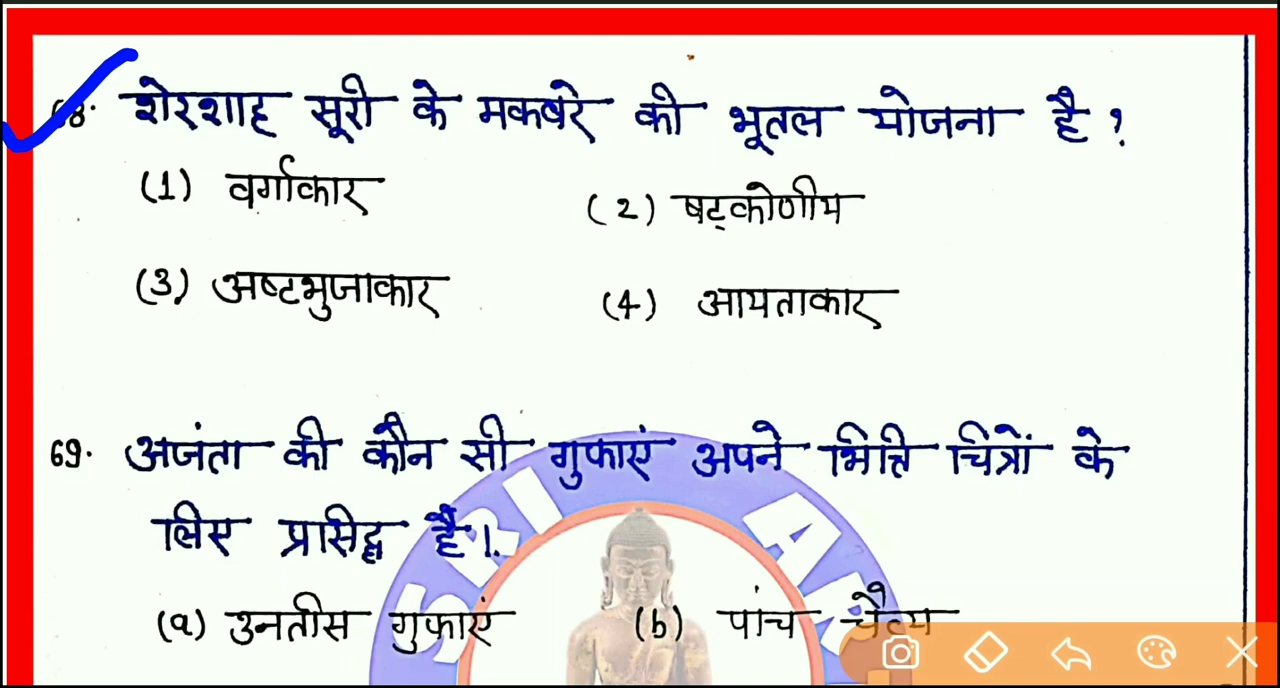 68. शेरशाह सूरी के मकबरे की भूतल योजना है ?
(1) वर्गाकार (2) षट्कोणीय
(3) अष्टभुजाकार (4) आयताकार
69. अजंता की कौन सी गुफाएं अपने भित्ति चित्रों के
लिए प्रसिद्ध है।
(a) उनतीस गुफाएं (b) पांच चैत्य
SRI A